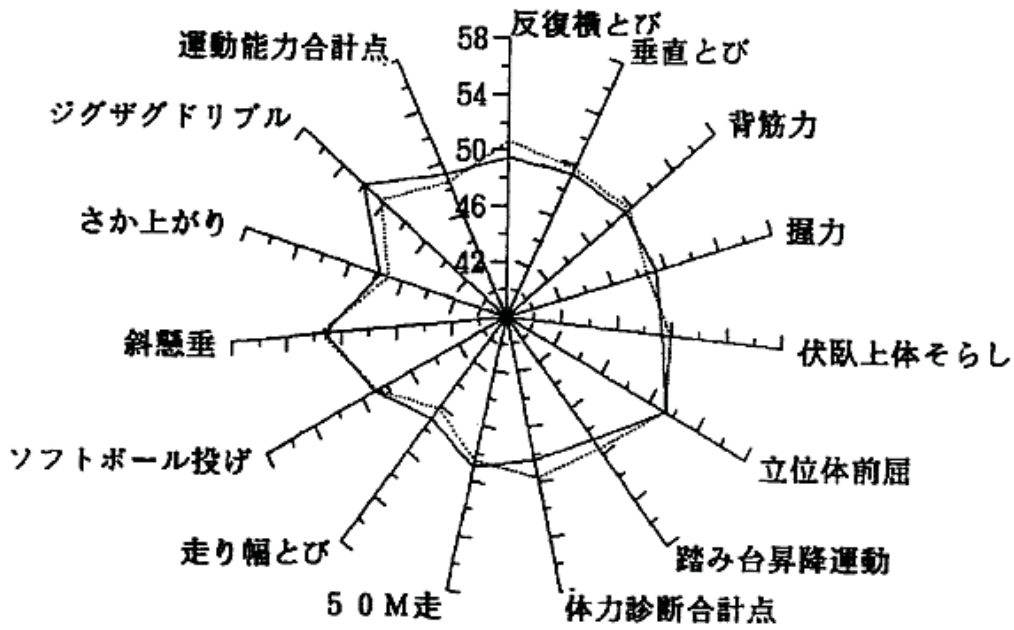 反復横とび
垂直とび
背筋力
握力
伏臥上体そらし
立位体前屈
踏み台昇降運動
体力診断合計点
50M走
走り幅とび
ソフトボール投げ
斜懸垂
さか上がり
ジグザグドリブル
運動能力合計点
58
54
50
46
42